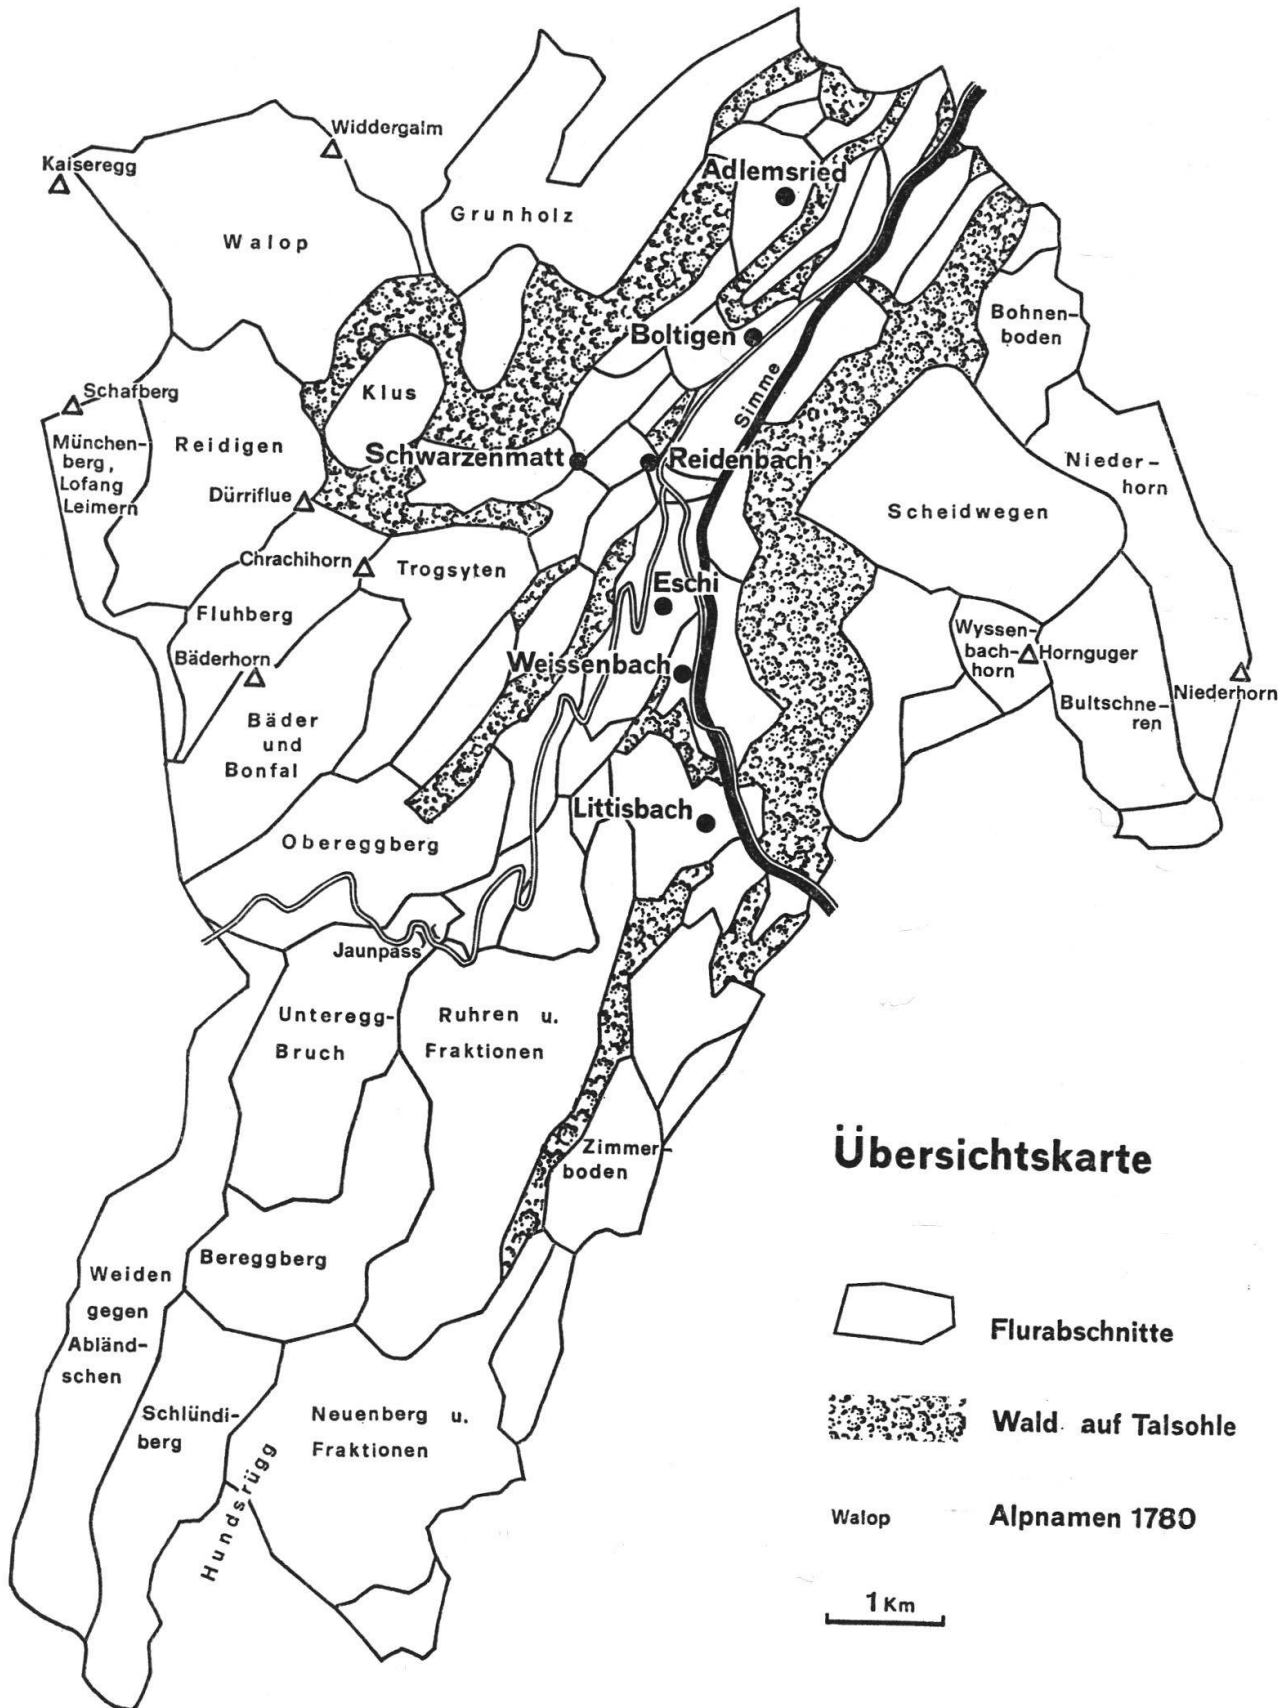 Widdergalm
Kaiseregg
Adlemsried
Grunholz
Walop
Bohnen-
boden
Boltigen
Simme
Klus
Schafberg
München-
berg,
Lofang
Leimern
Reidigen
Schwarzenmatt
Reidenbach
Nieder-
horn
Dürriflue
Scheidwegen
Chrachihorn
Trogsyten
Eschi
Fluhberg
Wyssen-
bach-
horn
Hornguger
Bäderhorn
Weissenbach
Niederhorn
Bultschne-
ren
Bäder
und
Bonfal
Littisbach
Obereggberg
Jaunpass
Unteregg-
Bruch
Ruhren u.
Fraktionen
Zimmer-
boden
Übersichtskarte
Bereggberg
Weiden
gegen
Abländ-
schen
Flurabschnitte
Schlündi-
berg
Neuenberg u.
Fraktionen
Wald auf Talsohle
Hundsrügg
Walop Alpnamen 1780
1 Km